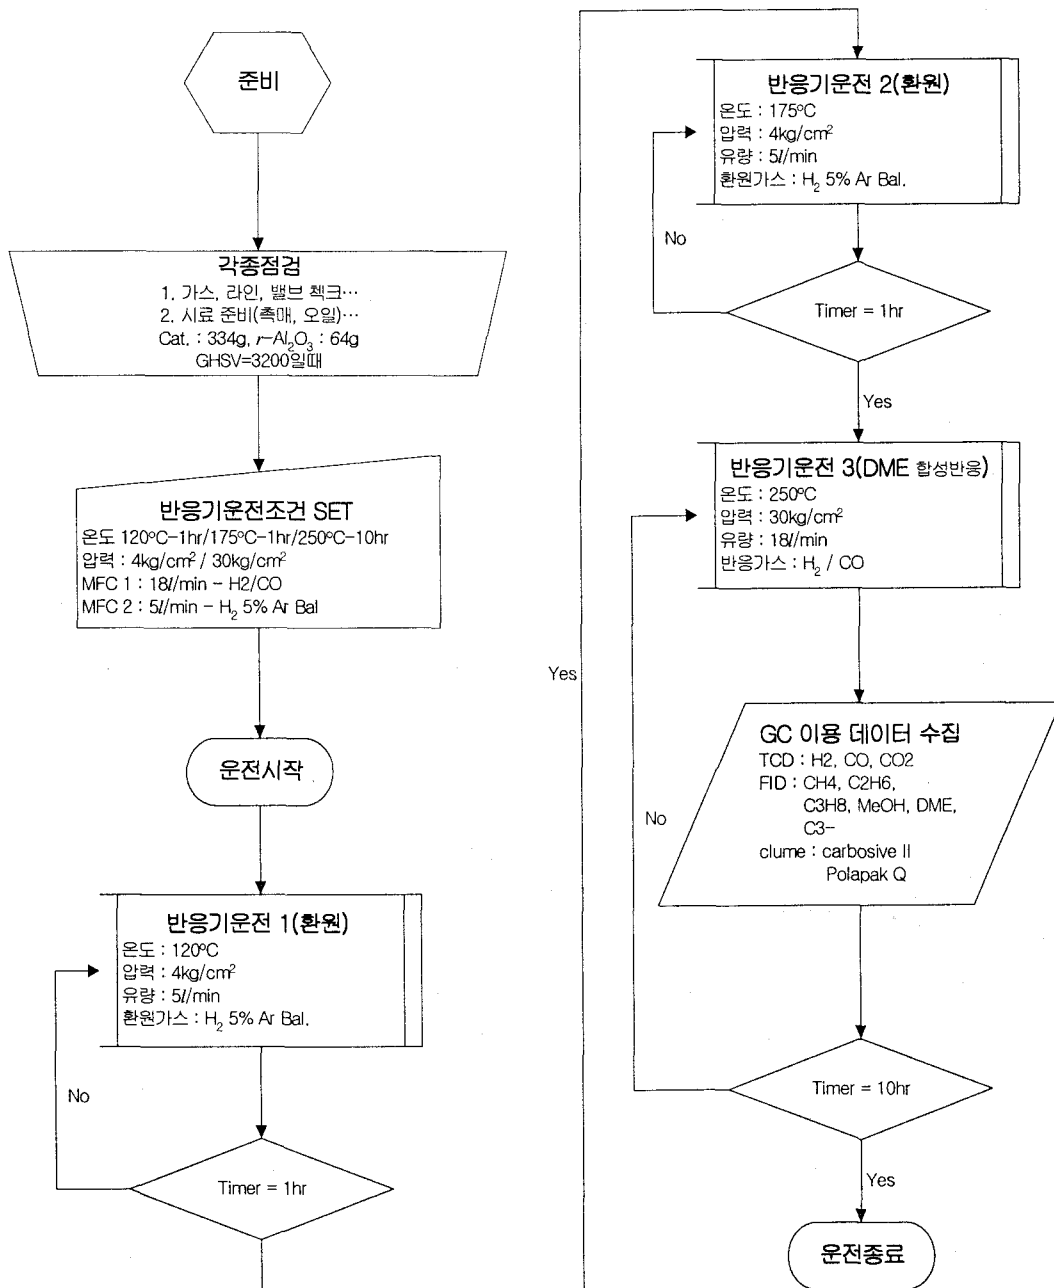 준비
각종점검
1. 가스, 라인, 밸브 첵크…
2. 시료 준비(촉매, 오일)…
Cat. : 334g, r-Al₂O₃ : 64g
GHSV=3200일때
반응기운전조건 SET
온도 120℃-1hr/175℃-1hr/250℃-10hr
압력 : 4kg/cm² / 30kg/cm²
MFC 1 : 18l/min - H2/CO
MFC 2 : 5l/min - H₂ 5% Ar Bal
운전시작
반응기운전 1(환원)
온도 : 120℃
압력 : 4kg/cm²
유량 : 5l/min
환원가스 : H₂ 5% Ar Bal.
No
Timer = 1hr
Yes
반응기운전 2(환원)
온도 : 175℃
압력 : 4kg/cm²
유량 : 5l/min
환원가스 : H₂ 5% Ar Bal.
No
Timer = 1hr
Yes
반응기운전 3(DME 합성반응)
온도 : 250℃
압력 : 30kg/cm²
유량 : 18l/min
반응가스 : H₂ / CO
GC 이용 데이터 수집
TCD : H2, CO, CO2
FID : CH4, C2H6,
C3H8, MeOH, DME,
C3-
clume : carbosive II
Polapak Q
No
Timer = 10hr
Yes
운전종료